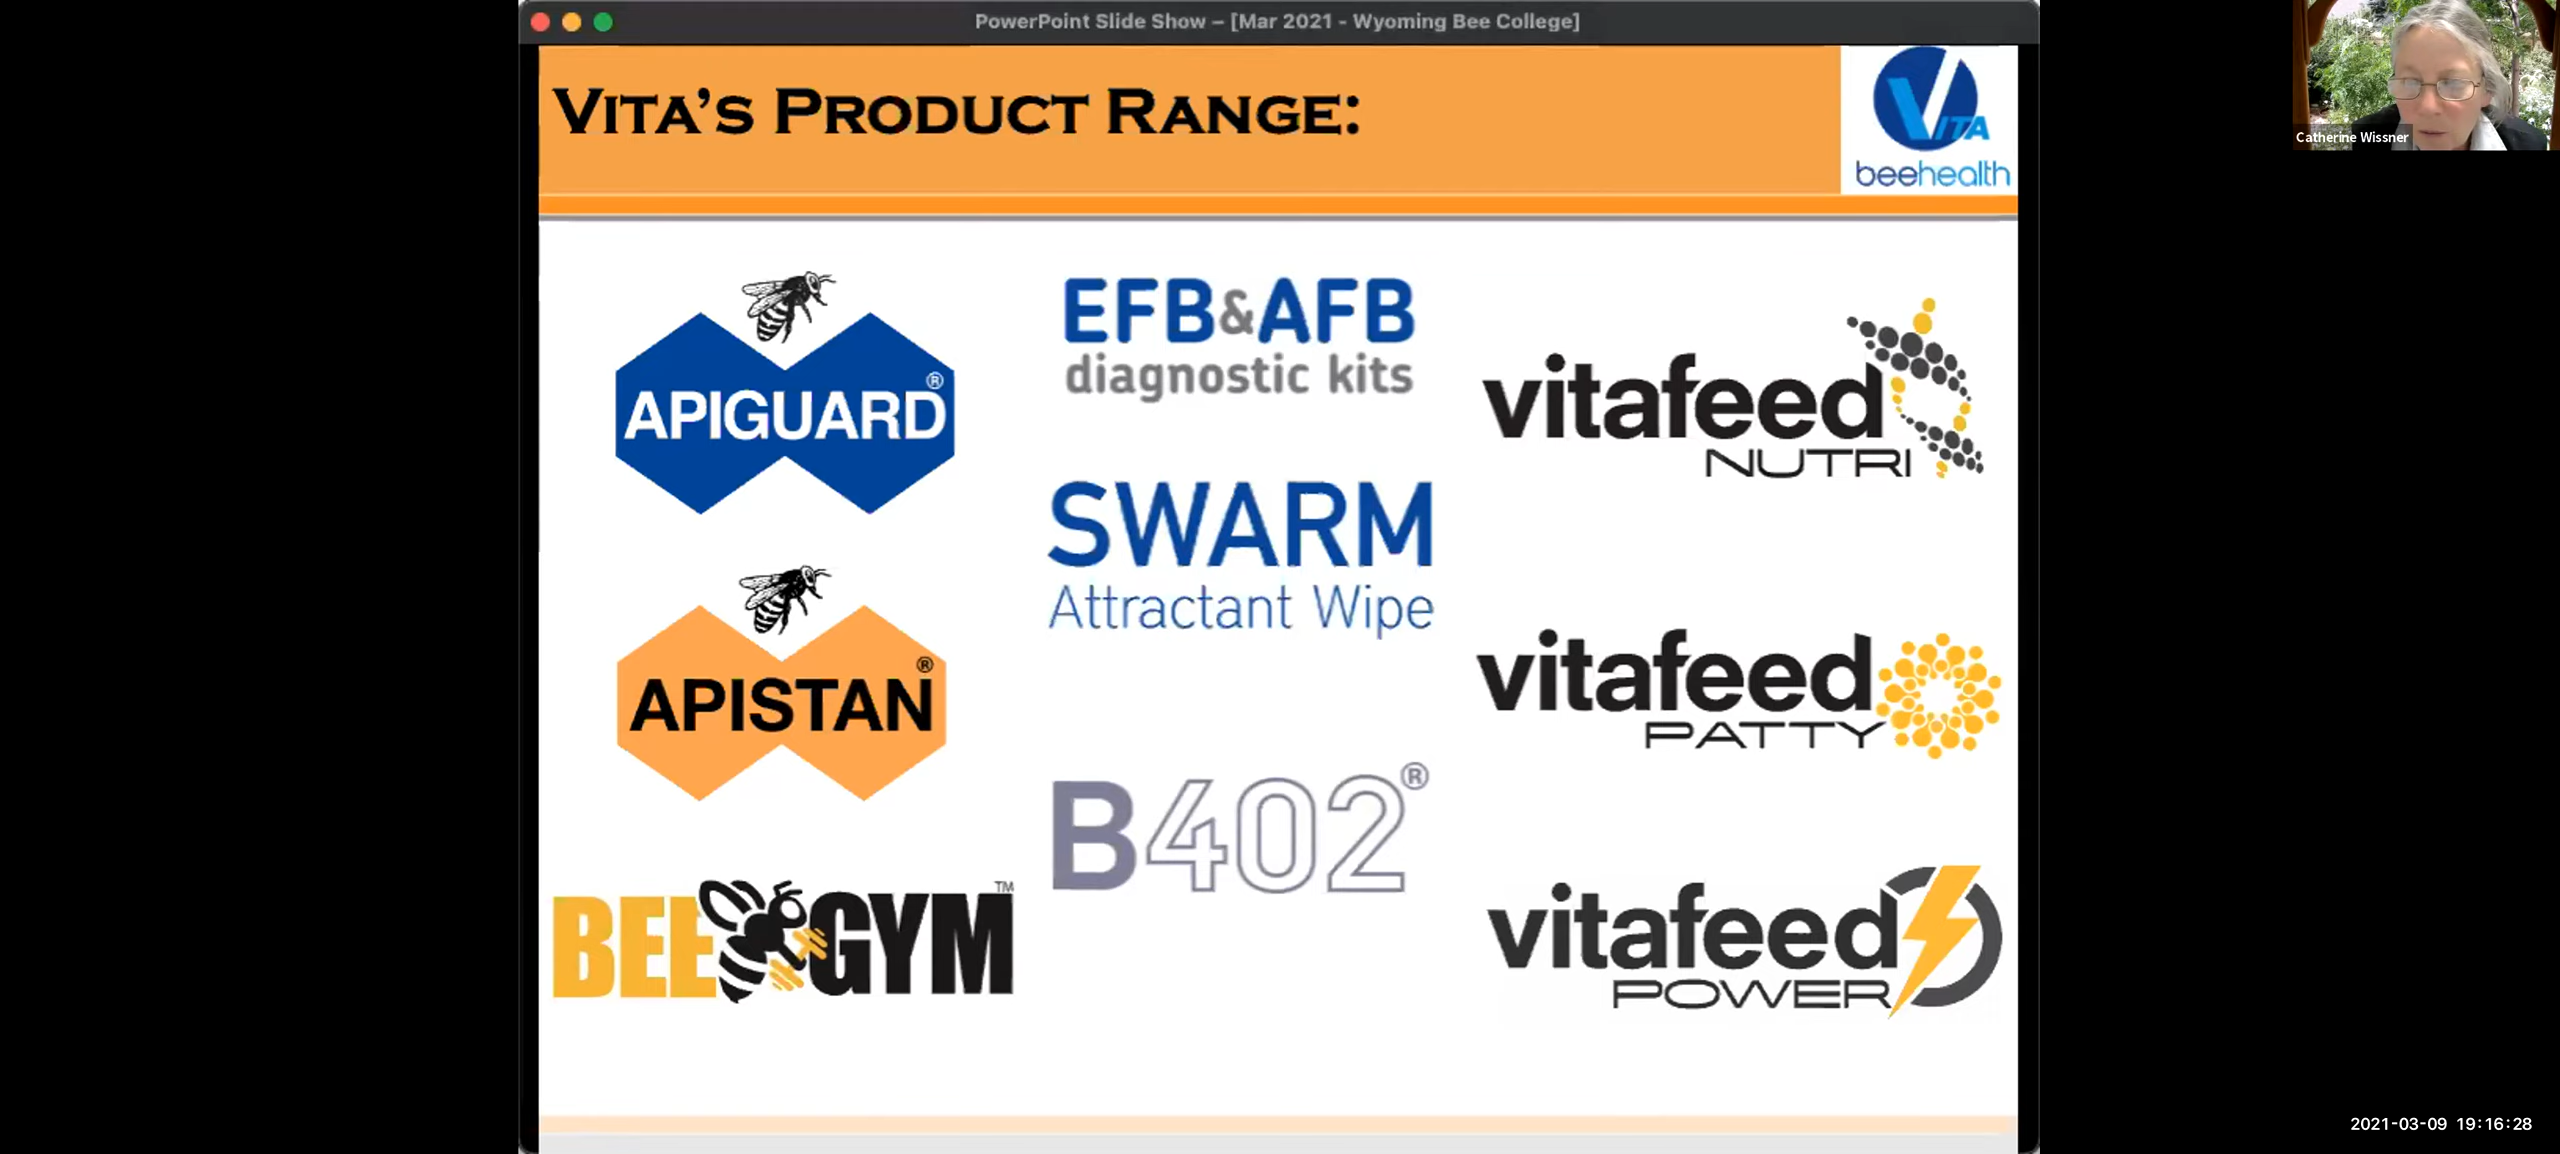 PowerPoint Slide Show – [Mar 2021 - Wyoming Bee College]
VITA'S PRODUCT RANGE:
VITA
beehealth
Catherine Wissner
APIGUARD®
EFB&AFB
diagnostic kits
vitafeed
NUTRI
SWARM
Attractant Wipe
APISTAN®
vitafeed
PATTY
B402®
BEE GYM™
vitafeed
POWER
2021-03-09 19:16:28